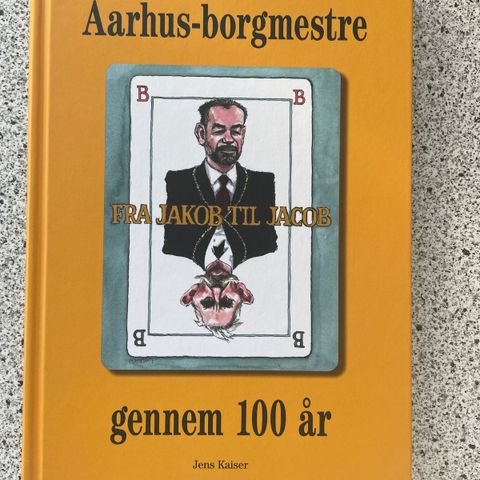 Aarhus-borgmestre
B
B
FRA JAKOB TIL JACOB
B
B
gennem 100 år
Jens Kaiser